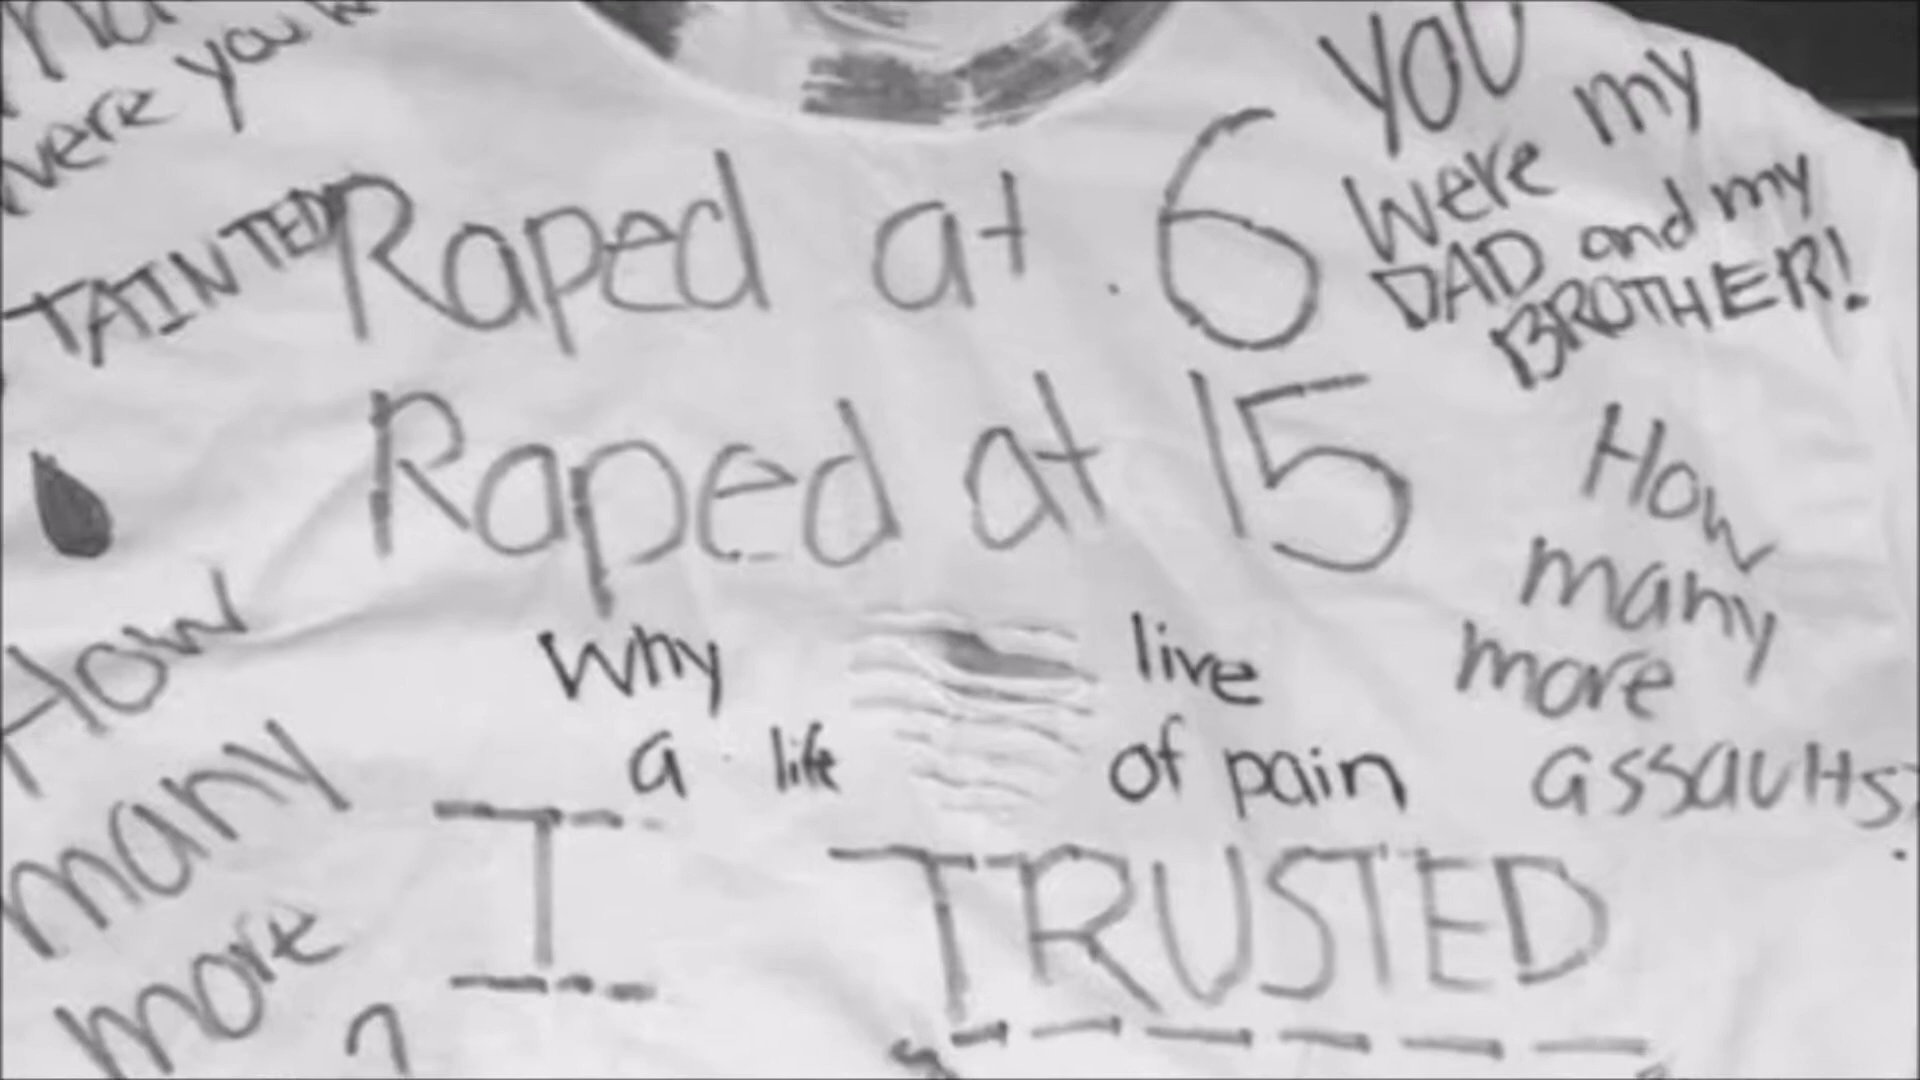 were you
TAINTED
Raped at 6
YOU
were my
DAD and my
BROTHER!
Raped at 15
How
many
more
assaults?
Why live
a life of pain
How
many
more
?
I TRUSTED